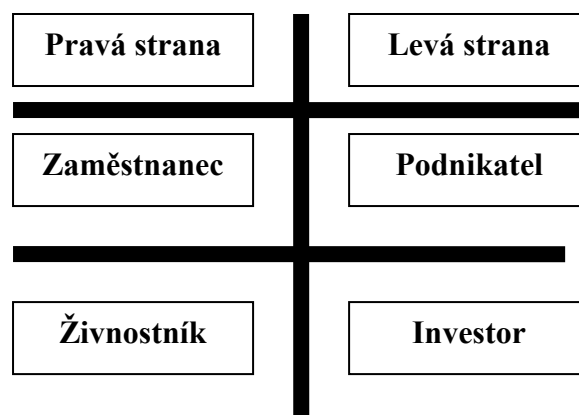 Pravá strana
Levá strana
Zaměstnanec
Podnikatel
Živnostník
Investor